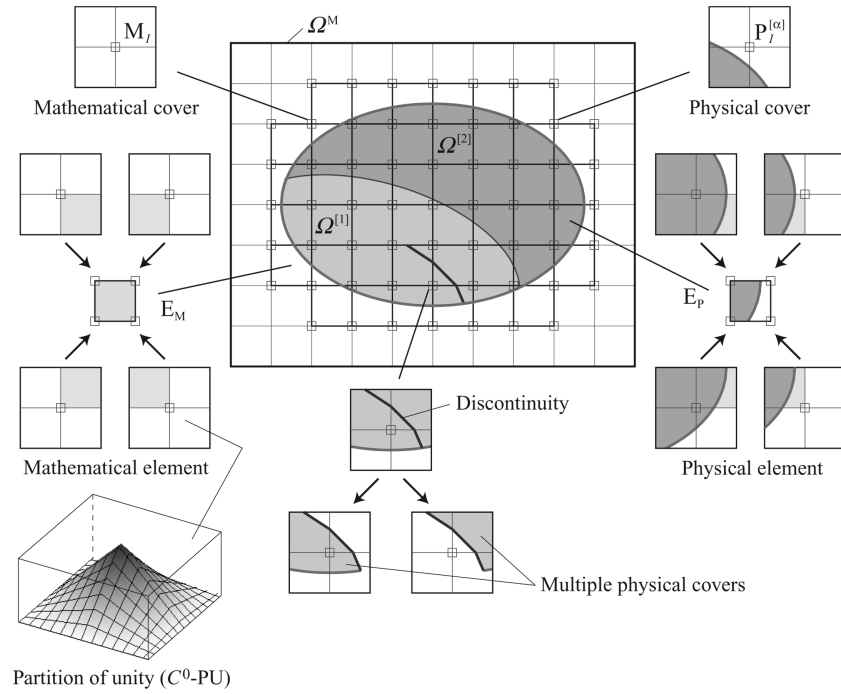 M_I
Ω^M
P_I^[α]
Mathematical cover
Physical cover
Ω^[2]
Ω^[1]
E_M
E_P
Discontinuity
Mathematical element
Physical element
Multiple physical covers
Partition of unity (C^0-PU)